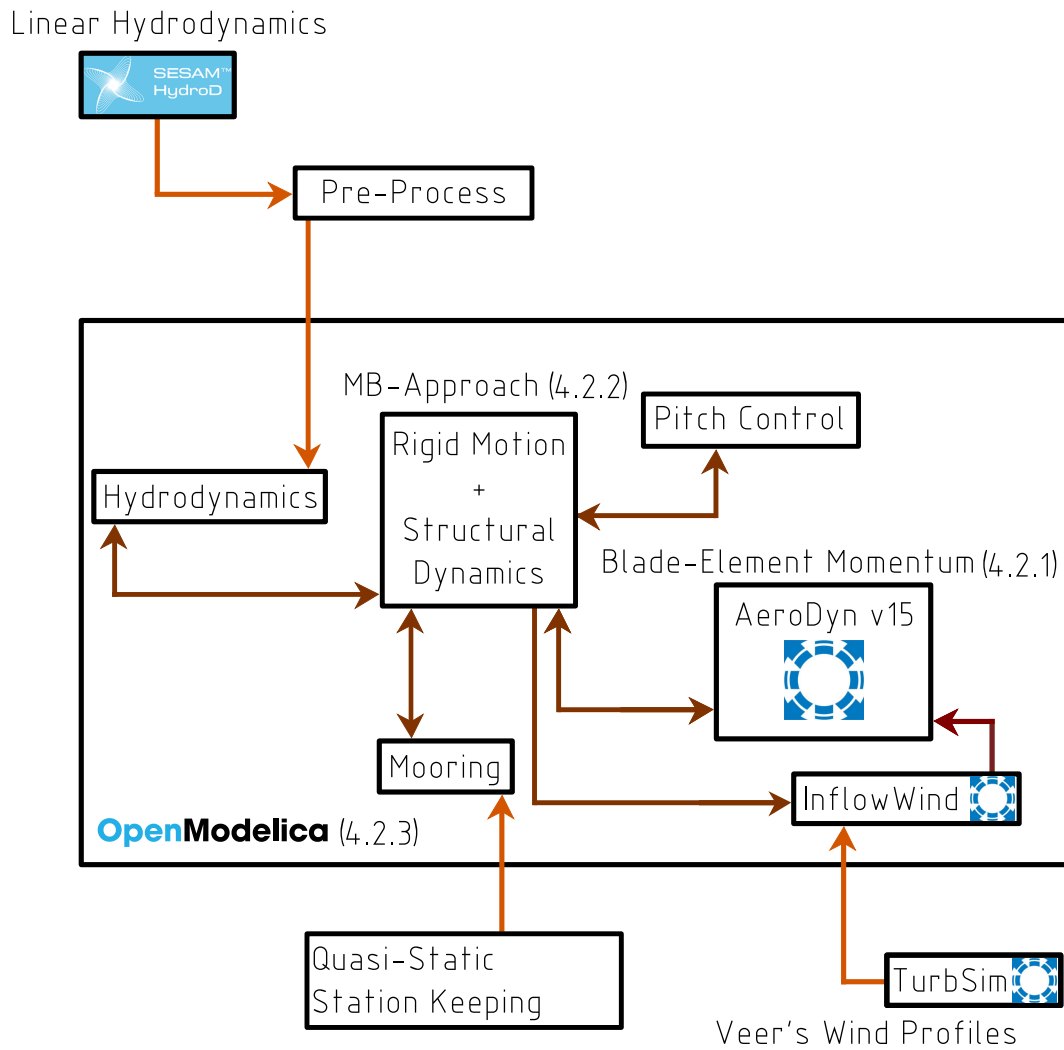 Linear Hydrodynamics
SESAM™
HydroD
Pre-Process
MB-Approach (4.2.2)
Pitch Control
Rigid Motion
+
Structural
Dynamics
Hydrodynamics
Blade-Element Momentum (4.2.1)
AeroDyn v15
Mooring
InflowWind
OpenModelica (4.2.3)
Quasi-Static
Station Keeping
TurbSim
Veer's Wind Profiles